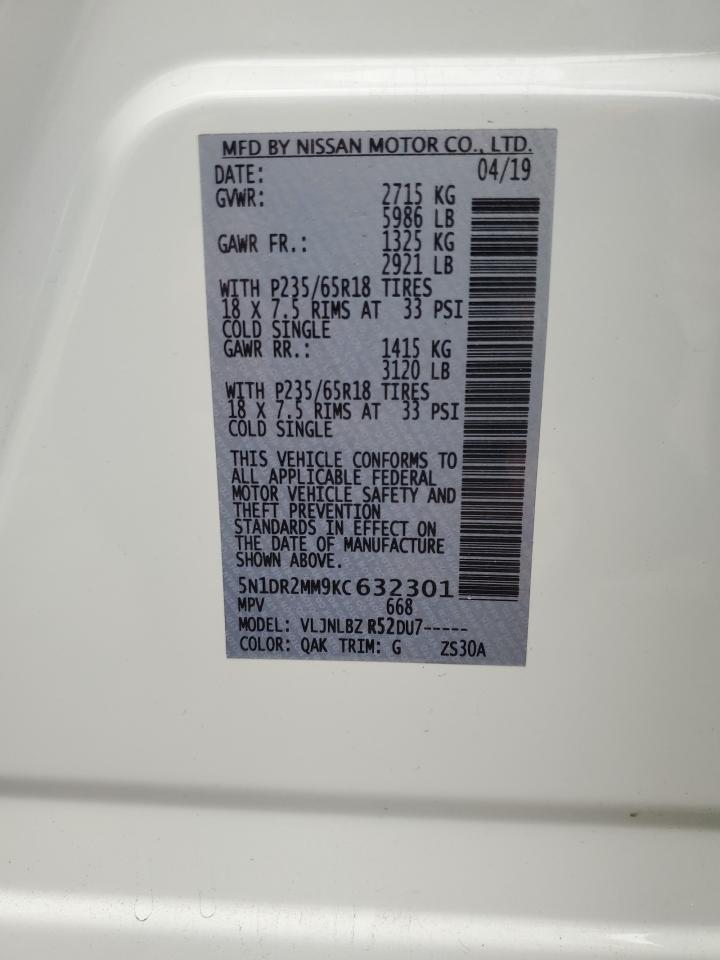 MFD BY NISSAN MOTOR CO., LTD.
DATE: 04/19
GVWR: 2715 KG
5986 LB
GAWR FR.: 1325 KG
2921 LB
WITH P235/65R18 TIRES
18 X 7.5 RIMS AT 33 PSI
COLD SINGLE
GAWR RR.: 1415 KG
3120 LB
WITH P235/65R18 TIRES
18 X 7.5 RIMS AT 33 PSI
COLD SINGLE
THIS VEHICLE CONFORMS TO
ALL APPLICABLE FEDERAL
MOTOR VEHICLE SAFETY AND
THEFT PREVENTION
STANDARDS IN EFFECT ON
THE DATE OF MANUFACTURE
SHOWN ABOVE.
5N1DR2MM9KC632301
MPV 668
MODEL: VLJNLBZ R52DU7-----
COLOR: QAK TRIM: G ZS30A